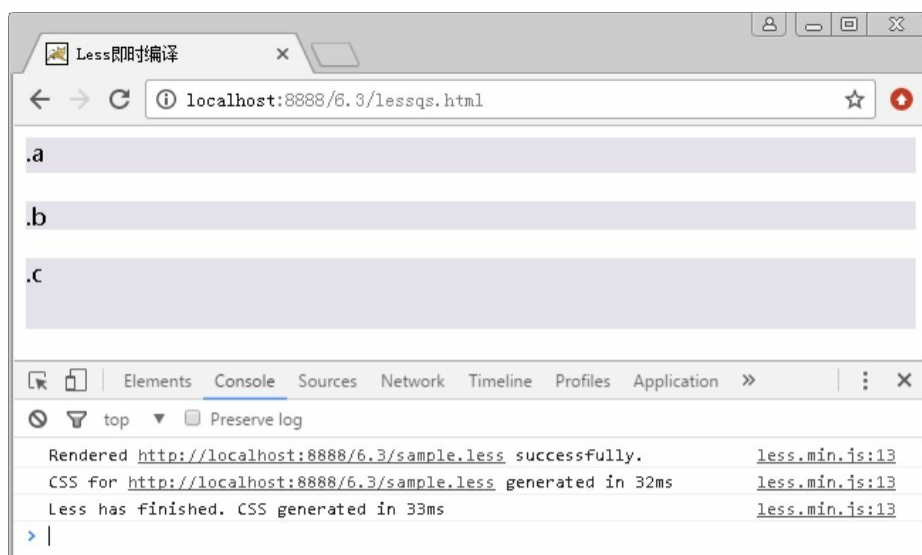 Less即时编译
localhost:8888/6.3/lessqs.html
.a
.b
.c
Elements Console Sources Network Timeline Profiles Application »
top ▼ Preserve log
Rendered http://localhost:8888/6.3/sample.less successfully. less.min.js:13
CSS for http://localhost:8888/6.3/sample.less generated in 32ms less.min.js:13
Less has finished. CSS generated in 33ms less.min.js:13
>